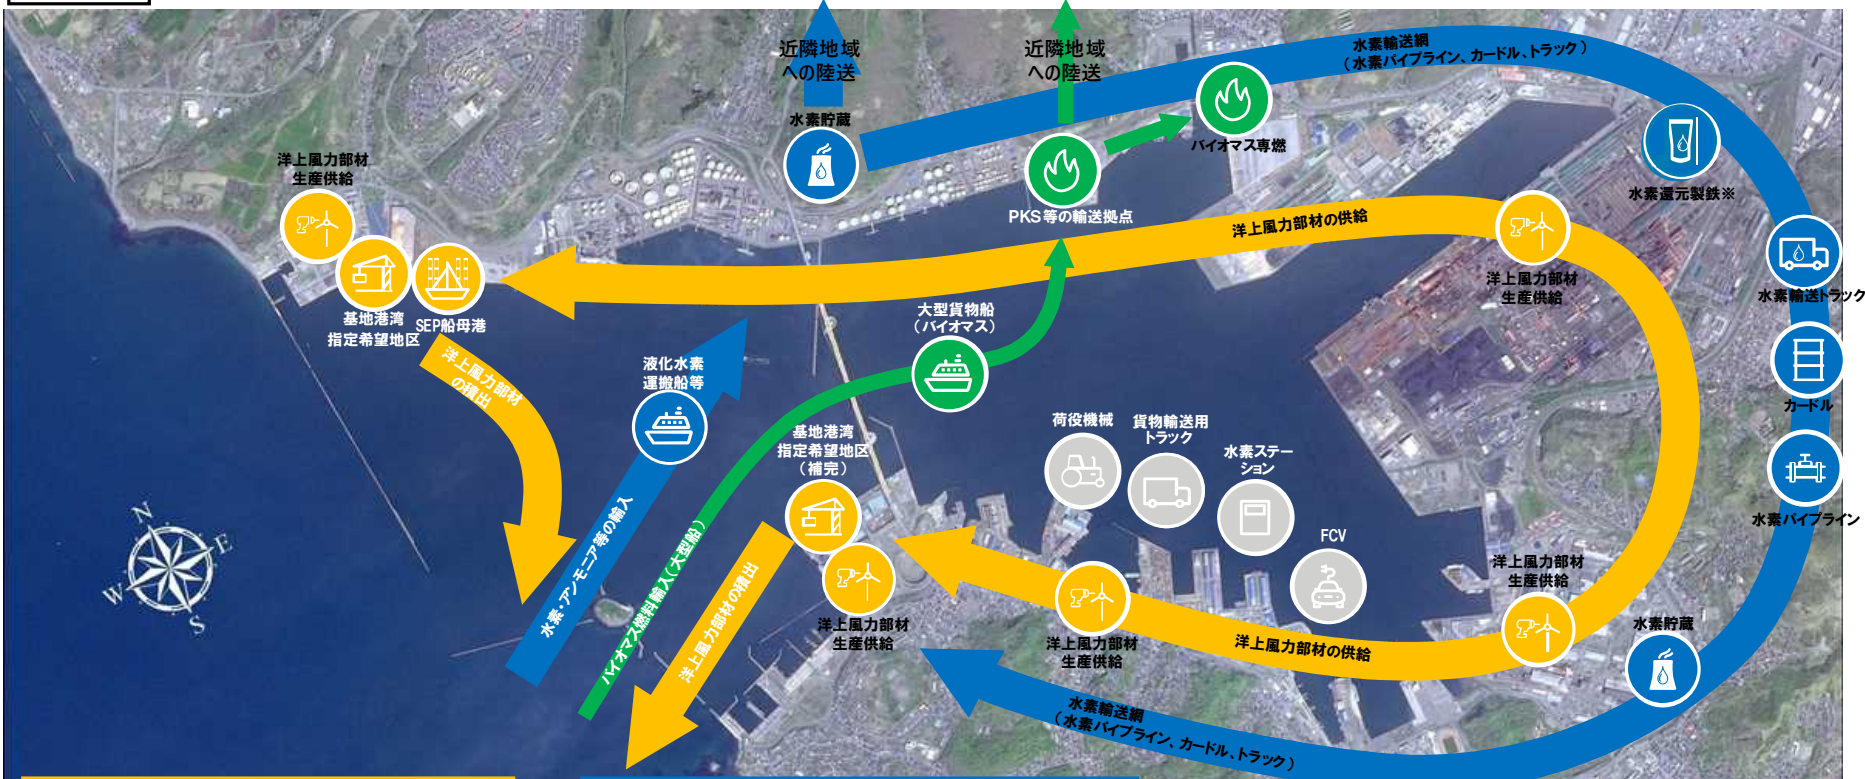 近隣地域
への陸送
近隣地域
への陸送
水素輸送網
（水素パイプライン、カードル、トラック）
水素貯蔵
バイオマス専燃
洋上風力部材
生産供給
水素還元製鉄※
PKS等の輸送拠点
洋上風力部材の供給
洋上風力部材
生産供給
水素輸送トラック
基地港湾
指定希望地区
SEP船母港
大型貨物船
（バイオマス）
洋上風力部材
の積出
液化水素
運搬船等
カードル
荷役機械
貨物輸送用
トラック
基地港湾
指定希望地区
（補完）
水素ステー
ション
水素パイプライン
FCV
N
E
W
S
水素・アンモニア等の輸入
バイオマス燃料輸入（大型船）
洋上風力部材の積出
洋上風力部材
生産供給
洋上風力部材
生産供給
洋上風力部材
生産供給
洋上風力部材の供給
水素貯蔵
水素輸送網
（水素パイプライン、カードル、トラック）